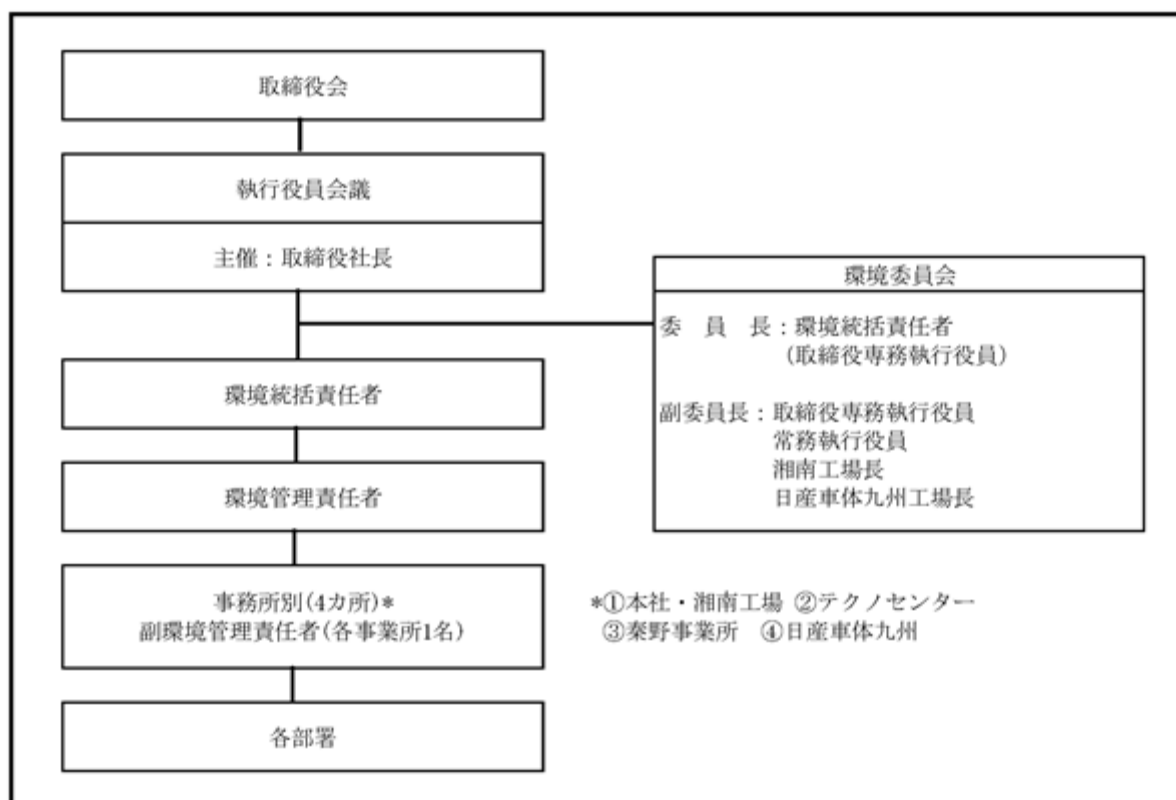 取締役会
執行役員会議
主催：取締役社長
環境委員会
委　員　長：環境統括責任者
(取締役専務執行役員)
副委員長：取締役専務執行役員
常務執行役員
湘南工場長
日産車体九州工場長
環境統括責任者
環境管理責任者
事務所別(4カ所)*
副環境管理責任者(各事業所1名)
*①本社・湘南工場 ②テクノセンター
③秦野事業所　④日産車体九州
各部署